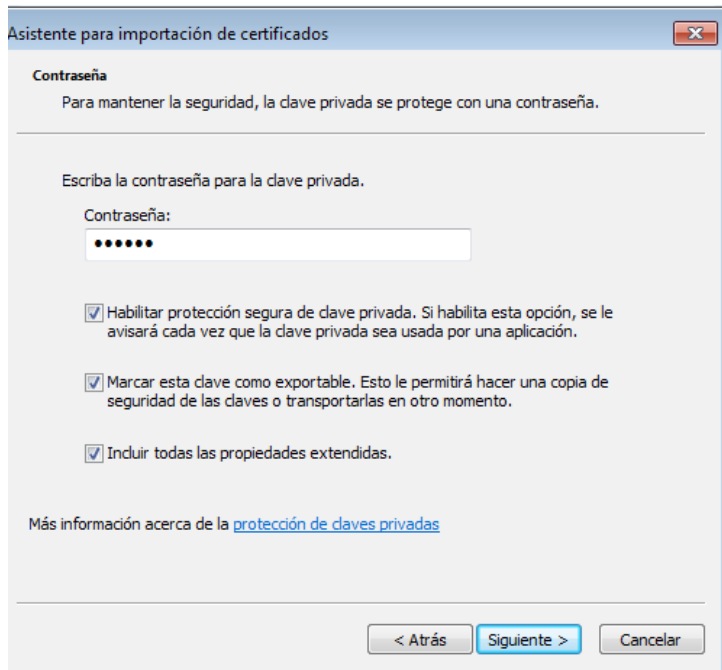 Asistente para importación de certificados
Contraseña
Para mantener la seguridad, la clave privada se protege con una contraseña.
Escriba la contraseña para la clave privada.
Contraseña:
••••••
Habilitar protección segura de clave privada. Si habilita esta opción, se le
avisará cada vez que la clave privada sea usada por una aplicación.
Marcar esta clave como exportable. Esto le permitirá hacer una copia de
seguridad de las claves o transportarlas en otro momento.
Incluir todas las propiedades extendidas.
Más información acerca de la protección de claves privadas
< Atrás Siguiente > Cancelar